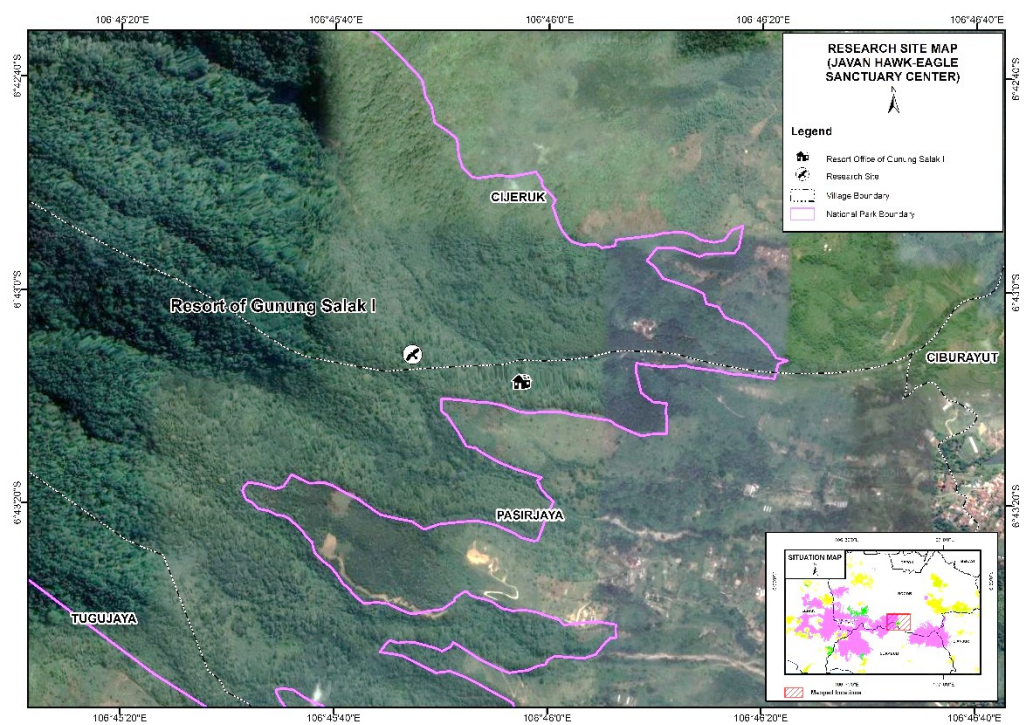 106°45'20"E 106°45'40"E 106°46'0"E 106°46'20"E 106°46'40"E
6°42'40"S
6°42'40"S
RESEARCH SITE MAP
(JAVAN HAWK-EAGLE
SANCTUARY CENTER)
Legend
Resort Office of Gunung Salak I
Research Site
Village Boundary
National Park Boundary
CIJERUK
6°43'0"S
6°43'0"S
Resort of Gunung Salak I
CIBURAYUT
6°43'20"S
6°43'20"S
PASIRJAYA
TUGUJAYA
SITUATION MAP
BOGOR
Mapped locations
106°45'20"E 106°45'40"E 106°46'0"E 106°46'20"E 106°46'40"E